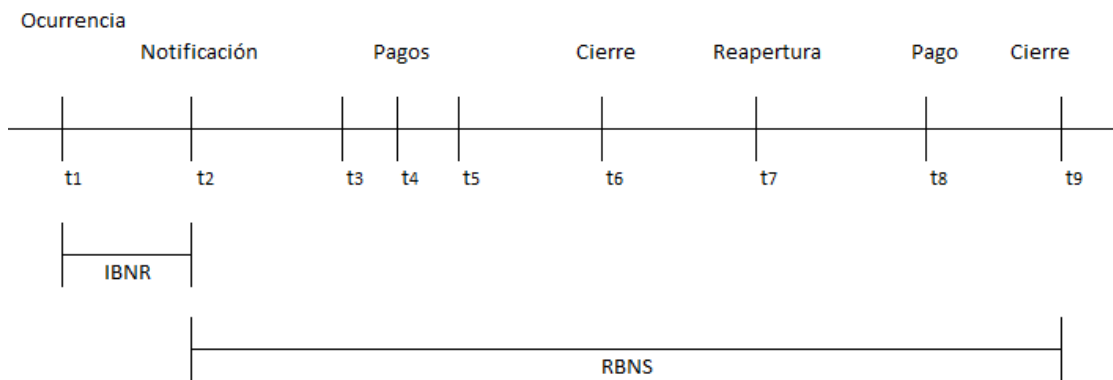 Ocurrencia
Notificación Pagos Cierre Reapertura Pago Cierre
t1 t2 t3 t4 t5 t6 t7 t8 t9
IBNR
RBNS